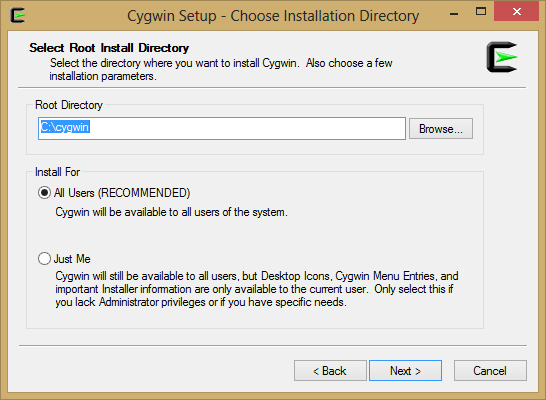 Cygwin Setup - Choose Installation Directory
Select Root Install Directory
Select the directory where you want to install Cygwin. Also choose a few
installation parameters.
Root Directory
C:\cygwin
Browse...
Install For
All Users (RECOMMENDED)
Cygwin will be available to all users of the system.
Just Me
Cygwin will still be available to all users, but Desktop Icons, Cygwin Menu Entries, and
important Installer information are only available to the current user. Only select this if
you lack Administrator privileges or if you have specific needs.
< Back
Next >
Cancel